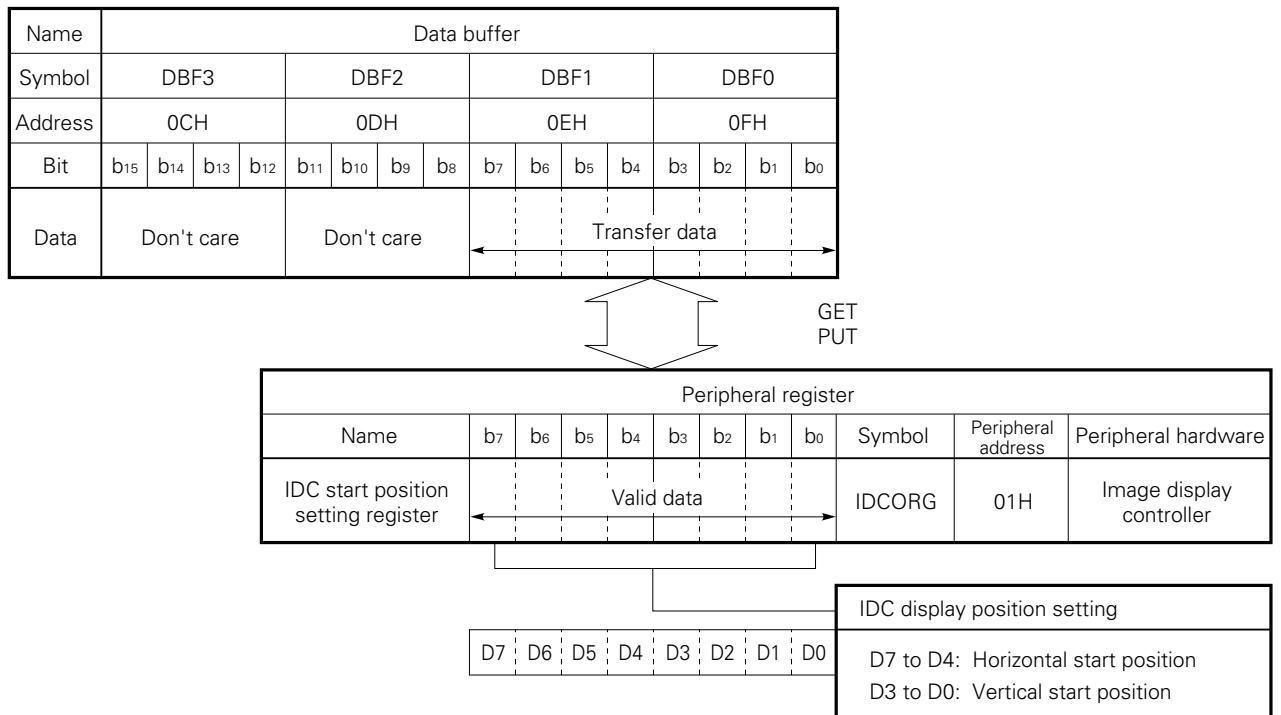 Name Data buffer
Symbol DBF3 DBF2 DBF1 DBF0
Address 0CH 0DH 0EH 0FH
Bit b15 b14 b13 b12 b11 b10 b9 b8 b7 b6 b5 b4 b3 b2 b1 b0
Data Don't care Don't care Transfer data
GET
PUT
Peripheral register
Name b7 b6 b5 b4 b3 b2 b1 b0 Symbol Peripheral address Peripheral hardware
IDC start position
setting register
Valid data
IDCORG
01H
Image display
controller
IDC display position setting
D7 D6 D5 D4 D3 D2 D1 D0
D7 to D4: Horizontal start position
D3 to D0: Vertical start position